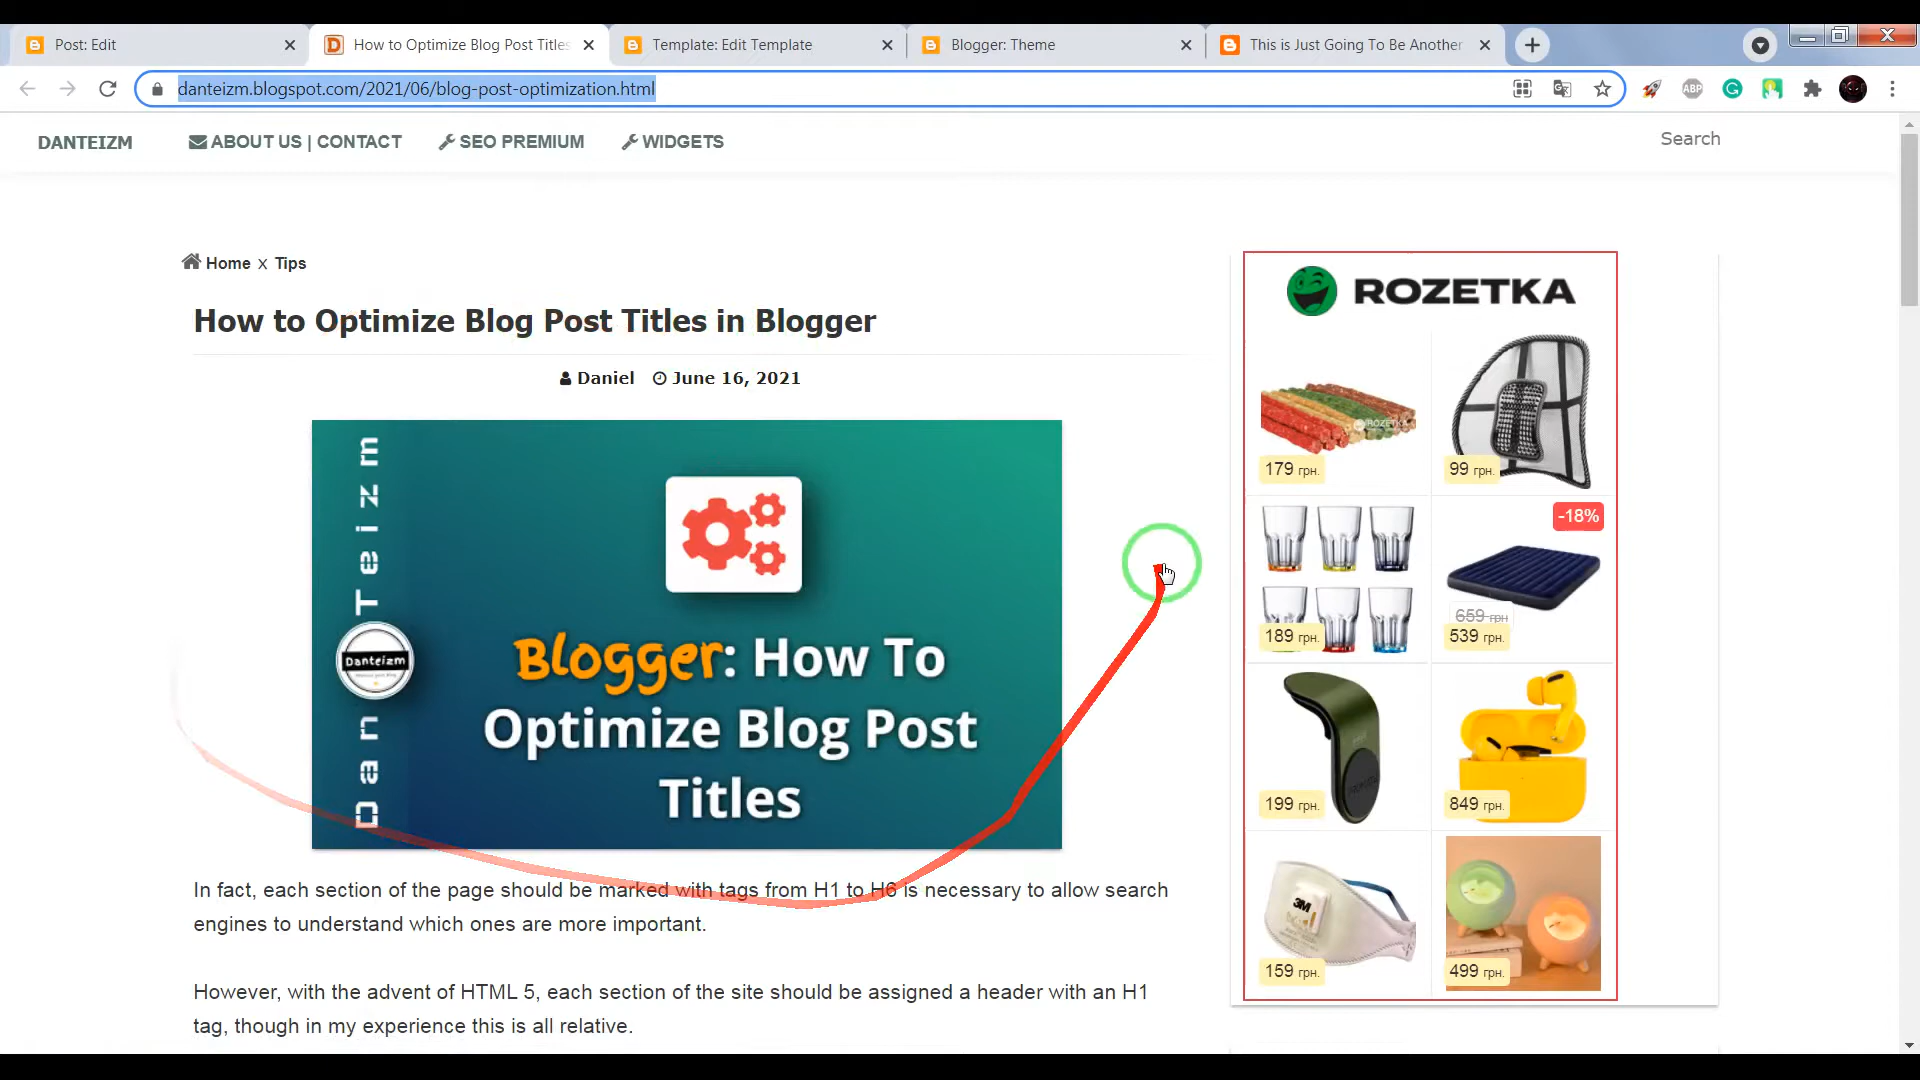 Post: Edit
How to Optimize Blog Post Titles
Template: Edit Template
Blogger: Theme
This is Just Going To Be Another
danteizm.blogspot.com/2021/06/blog-post-optimization.html
ABP
DANTEIZM
ABOUT US | CONTACT
SEO PREMIUM
WIDGETS
Search
Home x Tips
How to Optimize Blog Post Titles in Blogger
Daniel June 16, 2021
DanTeizm
Danteizm
Blogger: How To
Optimize Blog Post
Titles
In fact, each section of the page should be marked with tags from H1 to H6 is necessary to allow search
engines to understand which ones are more important.
However, with the advent of HTML 5, each section of the site should be assigned a header with an H1
tag, though in my experience this is all relative.
ROZETKA
ROZETKA
179 грн.
99 грн.
-18%
189 грн.
659 грн
539 грн.
199 грн.
849 грн.
3M
159 грн.
499 грн.